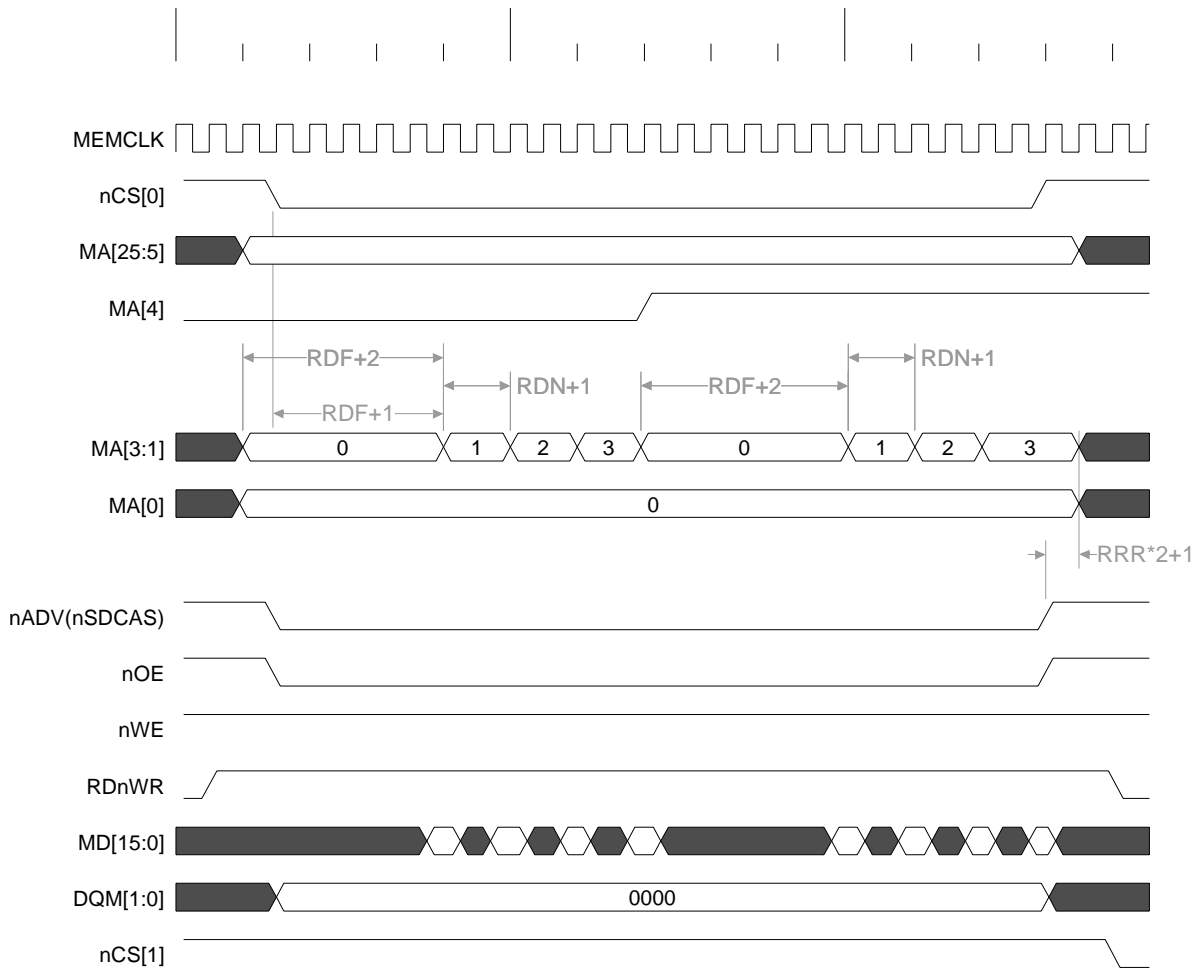 MEMCLK
nCS[0]
MA[25:5]
MA[4]
RDF+2 RDN+1 RDF+2 RDN+1
RDF+1
MA[3:1] 0 1 2 3 0 1 2 3
MA[0] 0
RRR*2+1
nADV(nSDCAS)
nOE
nWE
RDnWR
MD[15:0]
DQM[1:0] 0000
nCS[1]